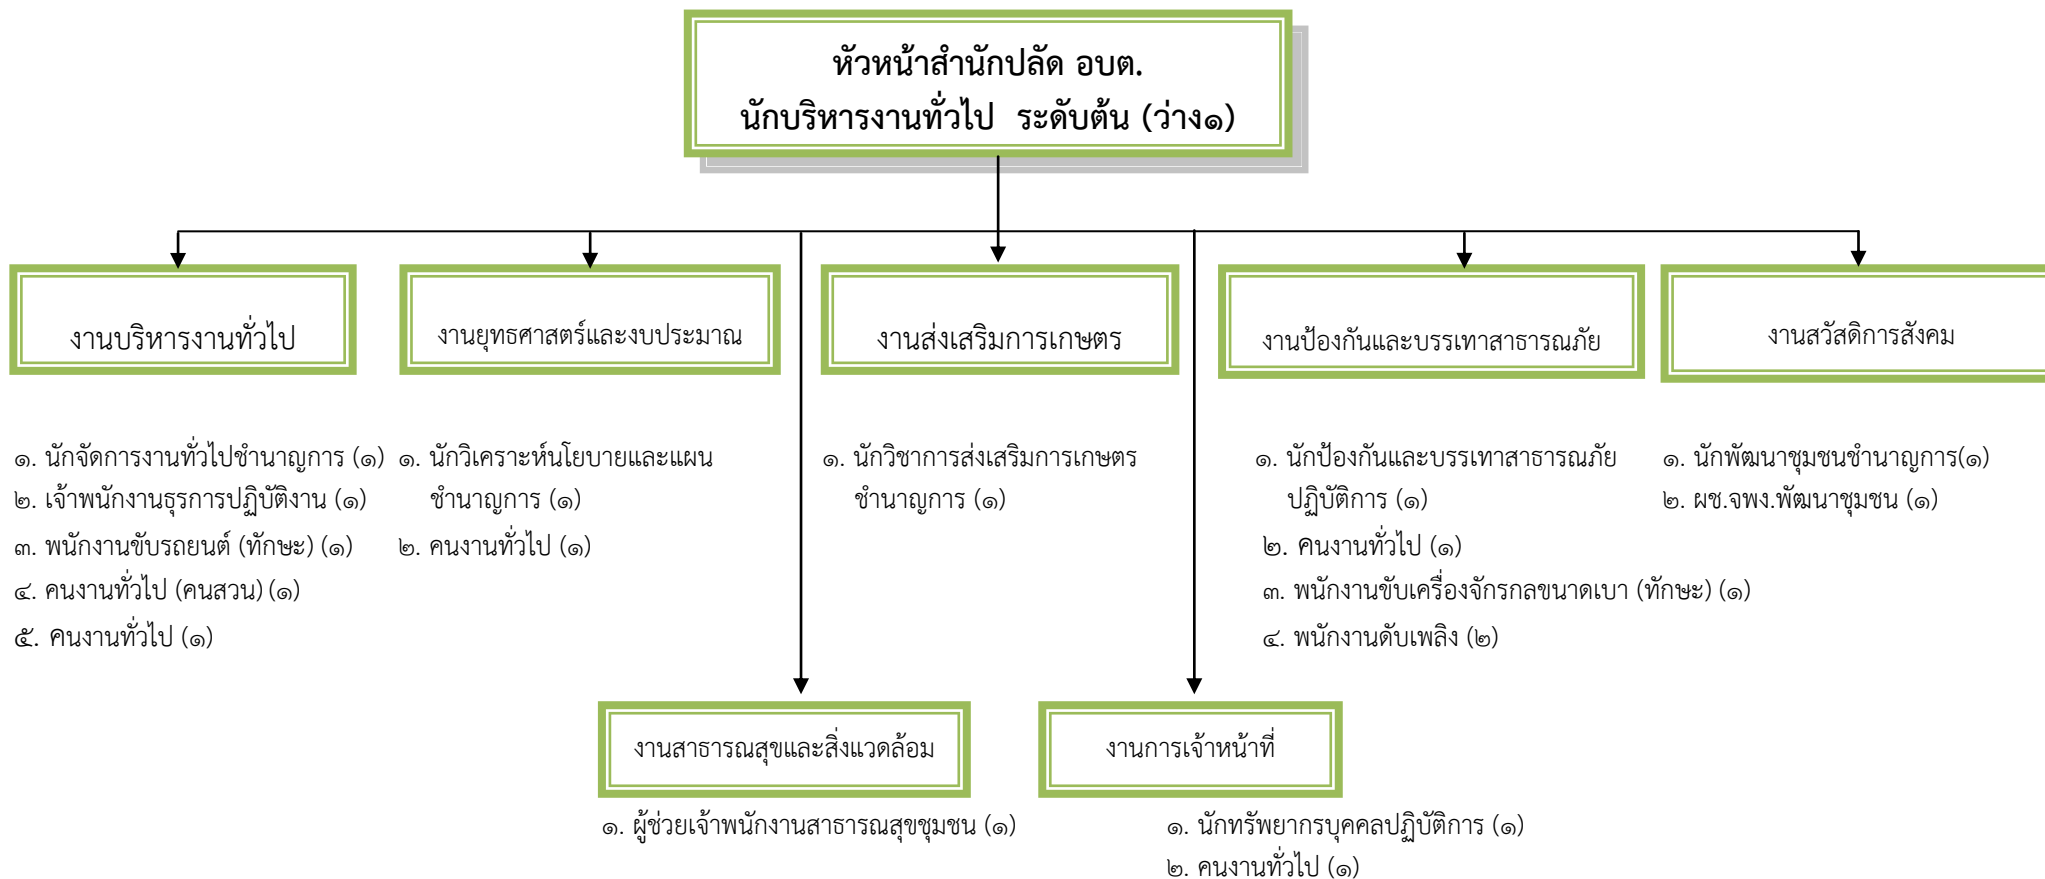 หัวหน้าสำนักปลัด อบต.
นักบริหารงานทั่วไป ระดับต้น (ว่าง๑)
งานบริหารงานทั่วไป
งานยุทธศาสตร์และงบประมาณ
งานส่งเสริมการเกษตร
งานป้องกันและบรรเทาสาธารณภัย
งานสวัสดิการสังคม
๑. นักจัดการงานทั่วไปชำนาญการ (๑)
๒. เจ้าพนักงานธุรการปฏิบัติงาน (๑)
๓. พนักงานขับรถยนต์ (ทักษะ) (๑)
๔. คนงานทั่วไป (คนสวน) (๑)
๕. คนงานทั่วไป (๑)
๑. นักวิเคราะห์นโยบายและแผน
ชำนาญการ (๑)
๒. คนงานทั่วไป (๑)
๑. นักวิชาการส่งเสริมการเกษตร
ชำนาญการ (๑)
๑. นักป้องกันและบรรเทาสาธารณภัย
ปฏิบัติการ (๑)
๒. คนงานทั่วไป (๑)
๓. พนักงานขับเครื่องจักรกลขนาดเบา (ทักษะ) (๑)
๔. พนักงานดับเพลิง (๒)
๑. นักพัฒนาชุมชนชำนาญการ(๑)
๒. ผช.จพง.พัฒนาชุมชน (๑)
งานสาธารณสุขและสิ่งแวดล้อม
งานการเจ้าหน้าที่
๑. ผู้ช่วยเจ้าพนักงานสาธารณสุขชุมชน (๑)
๑. นักทรัพยากรบุคคลปฏิบัติการ (๑)
๒. คนงานทั่วไป (๑)